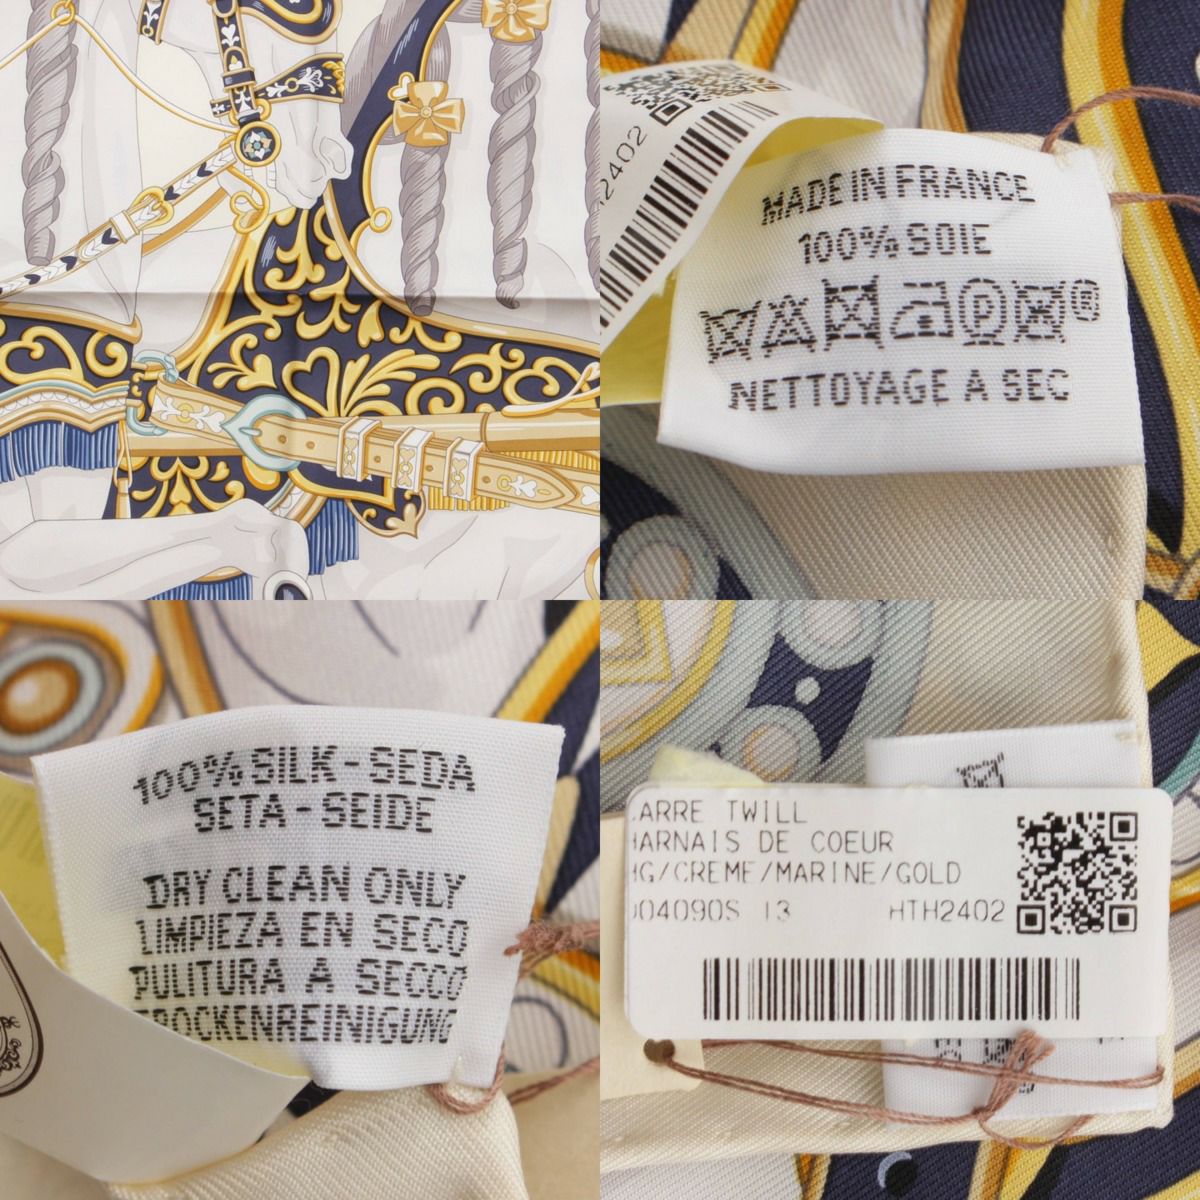 2402
MADE IN FRANCE
100% SOIE
P
®
NETTOYAGE A SEC
100% SILK - SEDA
SETA - SEIDE
DRY CLEAN ONLY
LIMPIEZA EN SECO
PULITURA A SECCO
TROCKENREINIGUNG
ARRE TWILL
HARNAIS DE COEUR
/CREME/MARINE/GOLD
04090S 13 HTH2402